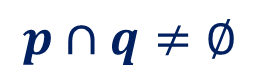 p ∩ q ≠ ∅